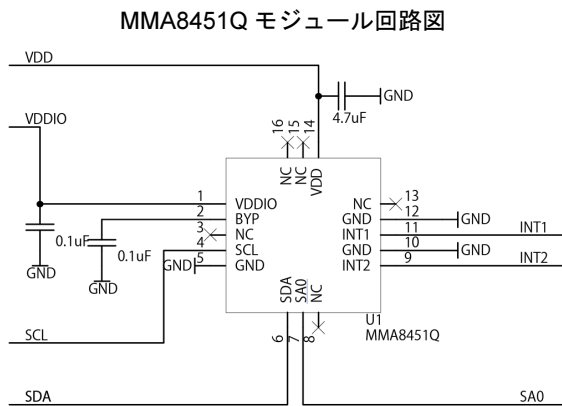 MMA8451Q モジュール回路図
VDD
GND
4.7uF
VDDIO
16
15
14
NC
NC
VDD
1
VDDIO
2
BYP
3
NC
4
SCL
5
GND
GND
0.1uF
GND
0.1uF
GND
NC
13
GND
12
GND
INT1
11
INT1
GND
10
GND
INT2
9
INT2
SDA
SA0
NC
6
7
8
U1
MMA8451Q
SCL
SDA
SA0